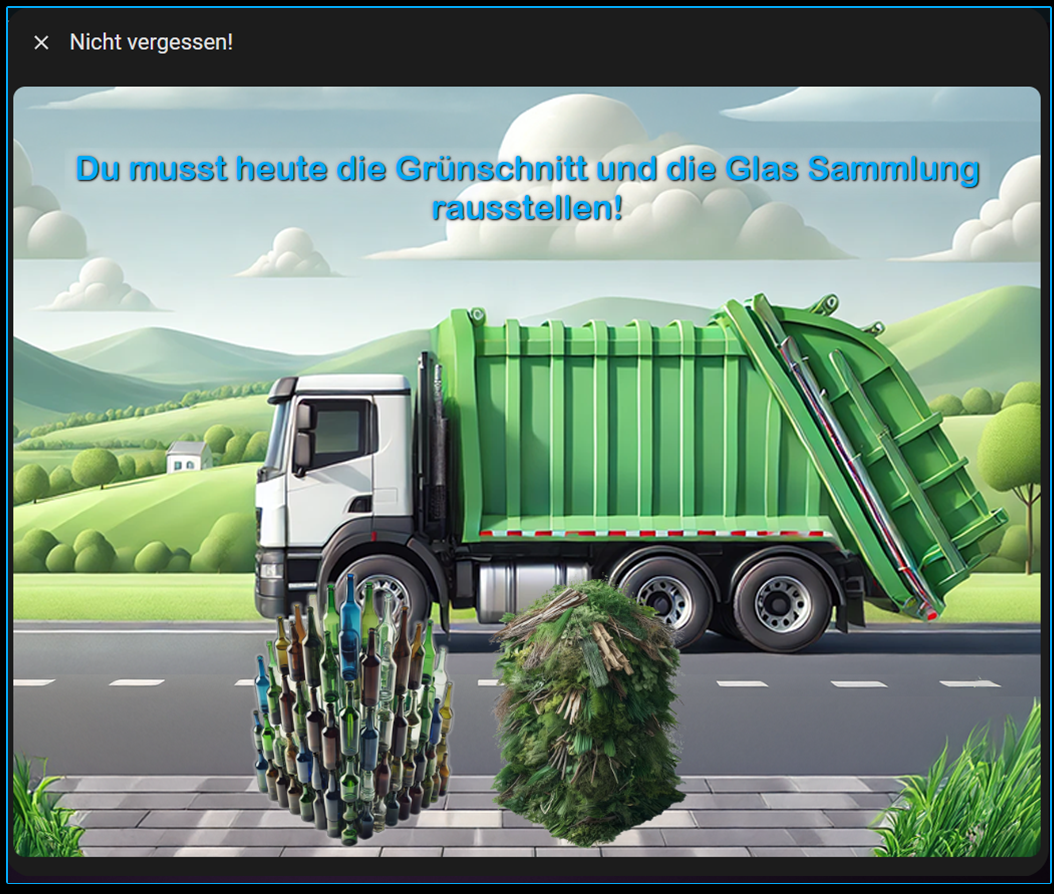 Nicht vergessen!
Du musst heute die Grünschnitt und die Glas Sammlung
rausstellen!